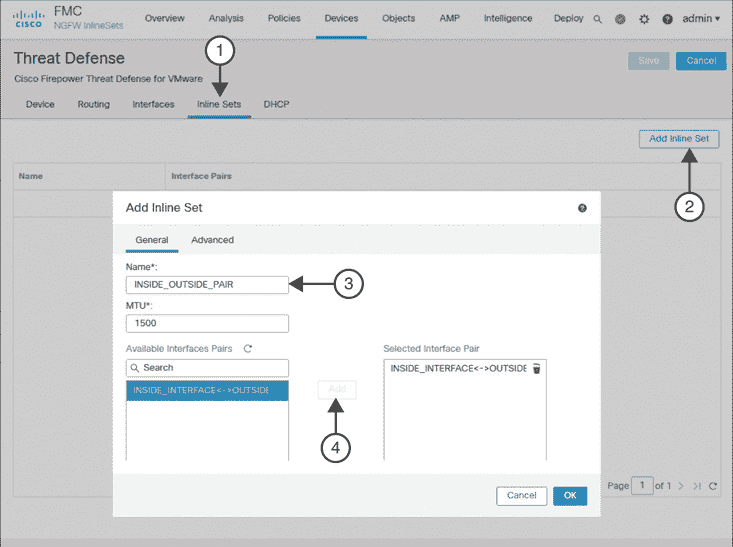 CISCO
FMC
NGFW InlineSets
Overview Analysis Policies Devices Objects AMP Intelligence Deploy admin
Threat Defense
Save Cancel
Cisco Firepower Threat Defense for VMware
1
Device Routing Interfaces Inline Sets DHCP
Add Inline Set
2
Name Interface Pairs
Add Inline Set
General Advanced
Name*:
INSIDE_OUTSIDE_PAIR
3
MTU*:
1500
Available Interfaces Pairs Selected Interface Pair
Search
INSIDE_INTERFACE<->OUTSIDE Add INSIDE_INTERFACE<->OUTSIDE
4
Page 1 of 1
Cancel OK